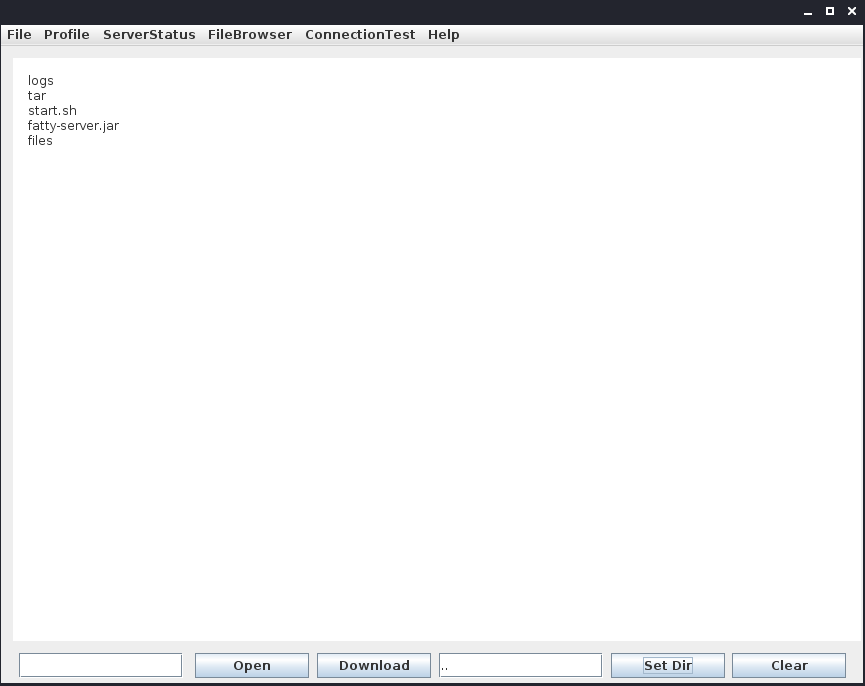 File Profile ServerStatus FileBrowser ConnectionTest Help
logs
tar
start.sh
fatty-server.jar
files
Open Download .. Set Dir Clear